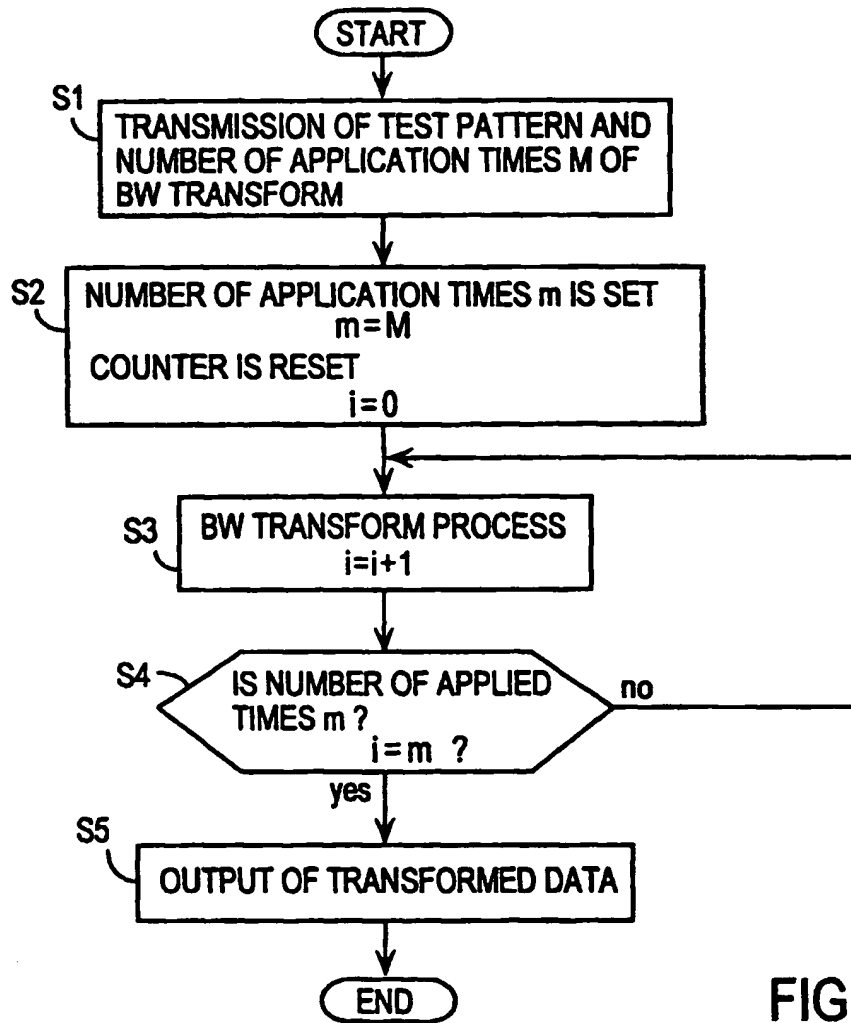 START
S1
TRANSMISSION OF TEST PATTERN AND
NUMBER OF APPLICATION TIMES M OF
BW TRANSFORM
S2
NUMBER OF APPLICATION TIMES m IS SET
m=M
COUNTER IS RESET
i=0
S3
BW TRANSFORM PROCESS
i=i+1
S4
IS NUMBER OF APPLIED
TIMES m ?
i=m ?
no
yes
S5
OUTPUT OF TRANSFORMED DATA
END
FIG